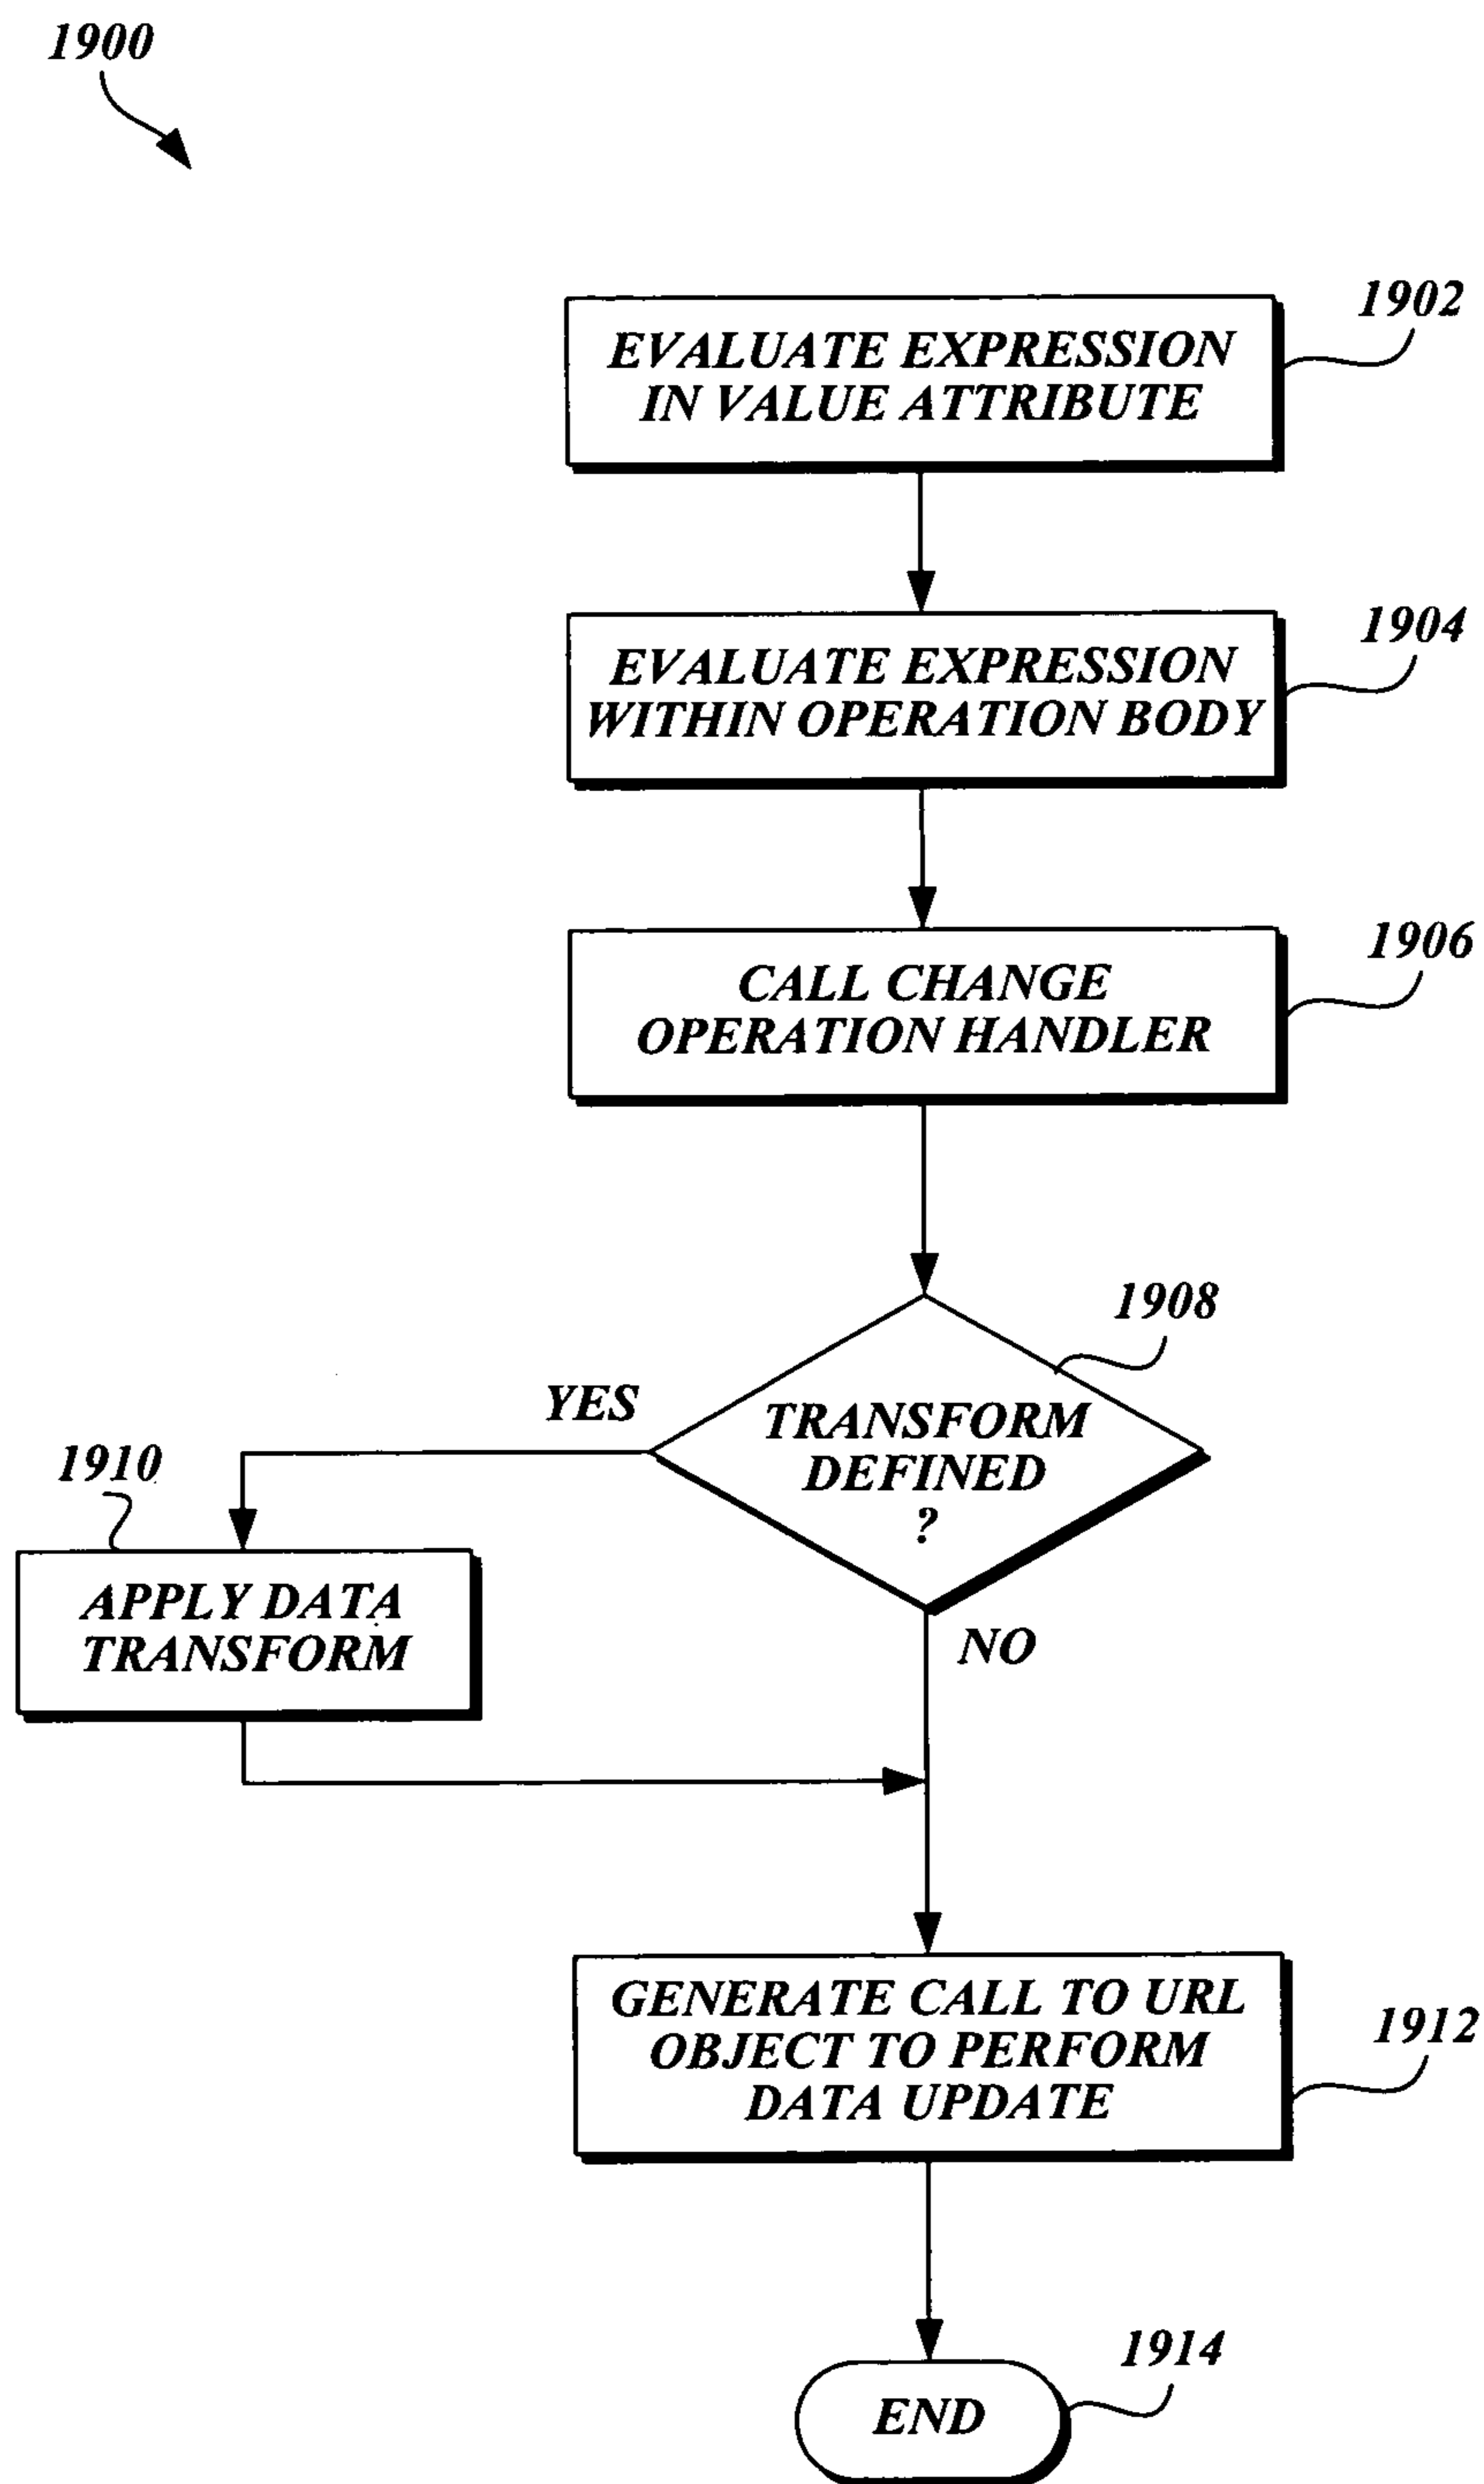 1900
1902
EVALUATE EXPRESSION
IN VALUE ATTRIBUTE
1904
EVALUATE EXPRESSION
WITHIN OPERATION BODY
1906
CALL CHANGE
OPERATION HANDLER
1908
TRANSFORM
DEFINED
?
YES
1910
APPLY DATA
TRANSFORM
NO
GENERATE CALL TO URL
OBJECT TO PERFORM
DATA UPDATE
1912
1914
END